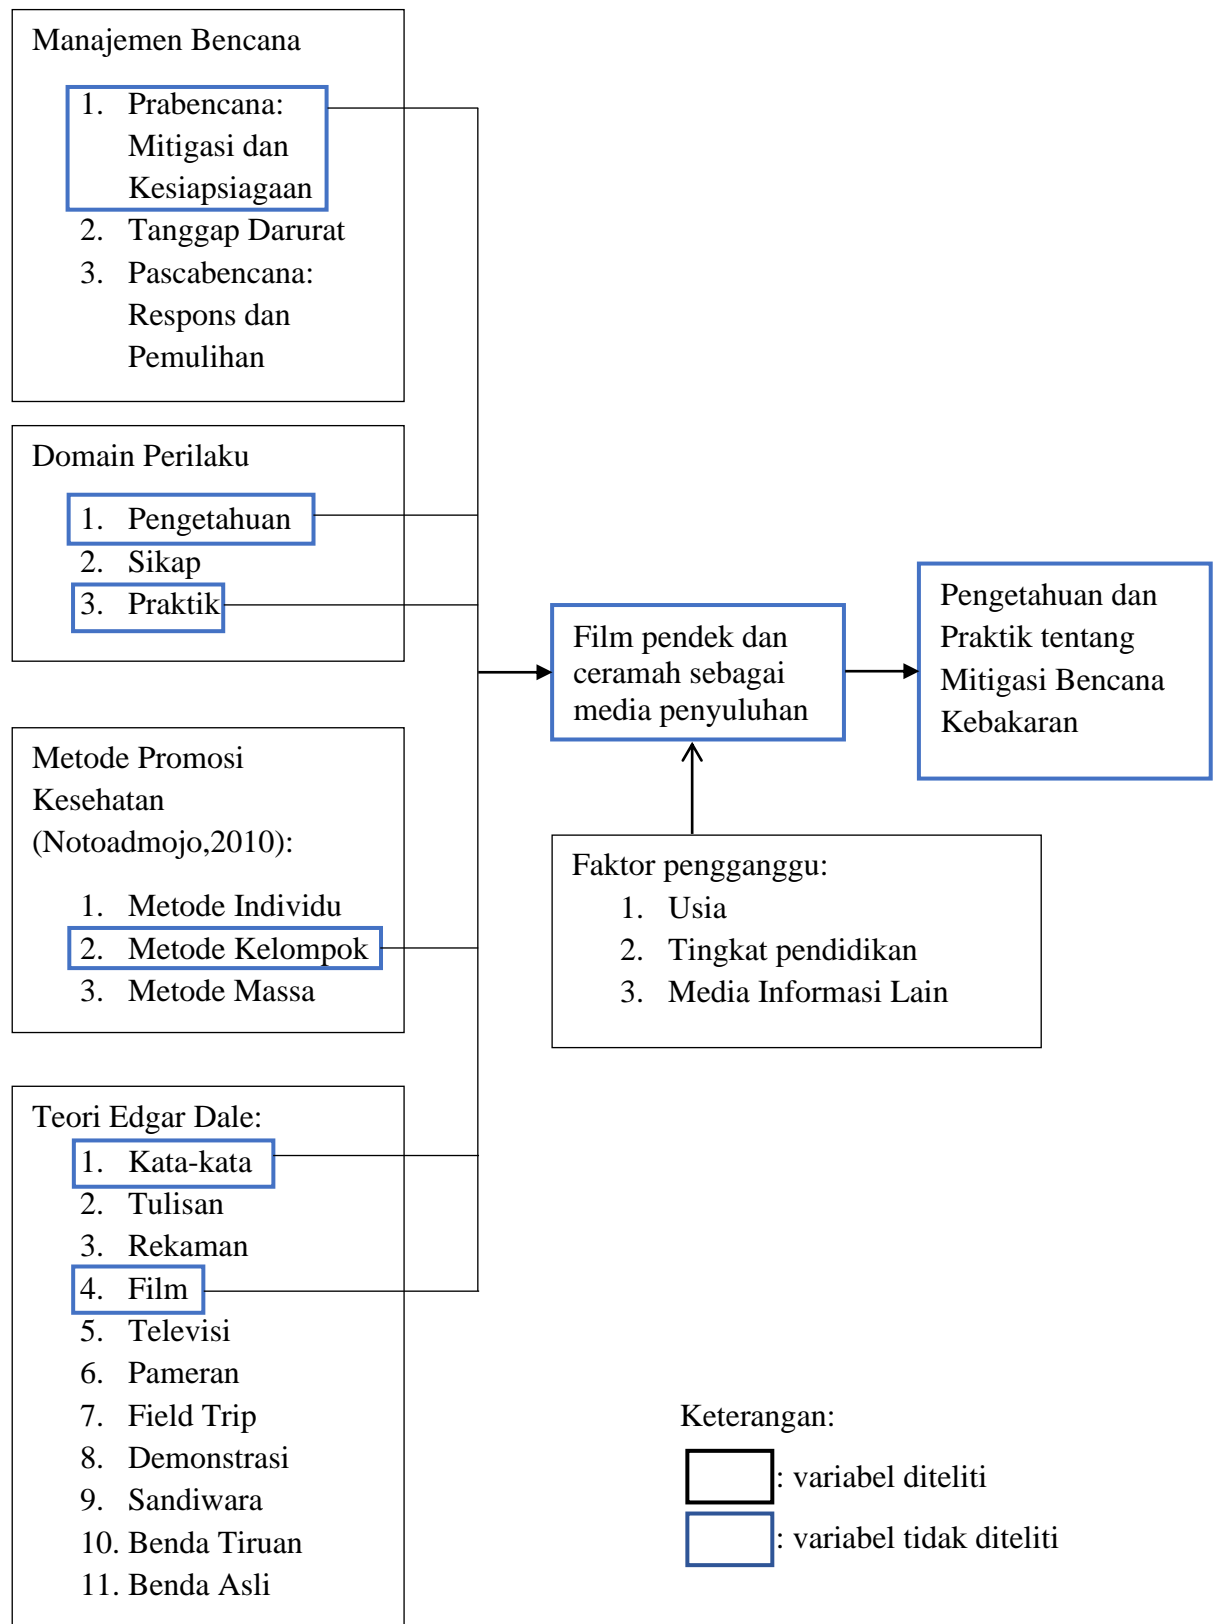 Manajemen Bencana
1. Prabencana:
Mitigasi dan
Kesiapsiagaan
2. Tanggap Darurat
3. Pascabencana:
Respons dan
Pemulihan
Domain Perilaku
1. Pengetahuan
2. Sikap
3. Praktik
Metode Promosi
Kesehatan
(Notoadmojo,2010):
1. Metode Individu
2. Metode Kelompok
3. Metode Massa
Teori Edgar Dale:
1. Kata-kata
2. Tulisan
3. Rekaman
4. Film
5. Televisi
6. Pameran
7. Field Trip
8. Demonstrasi
9. Sandiwara
10. Benda Tiruan
11. Benda Asli
Film pendek dan
ceramah sebagai
media penyuluhan
Pengetahuan dan
Praktik tentang
Mitigasi Bencana
Kebakaran
Faktor pengganggu:
1. Usia
2. Tingkat pendidikan
3. Media Informasi Lain
Keterangan:
: variabel diteliti
: variabel tidak diteliti